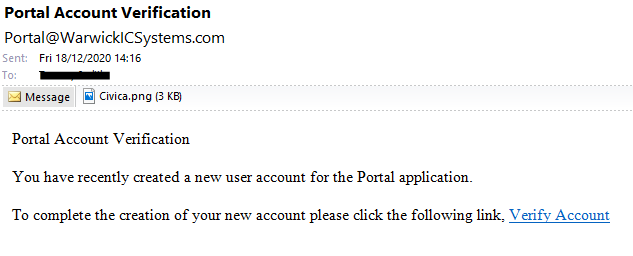 Portal Account Verification
Portal@WarwickICSystems.com
Sent: Fri 18/12/2020 14:16
To:
Message Civica.png (3 KB)
Portal Account Verification
You have recently created a new user account for the Portal application.
To complete the creation of your new account please click the following link, Verify Account